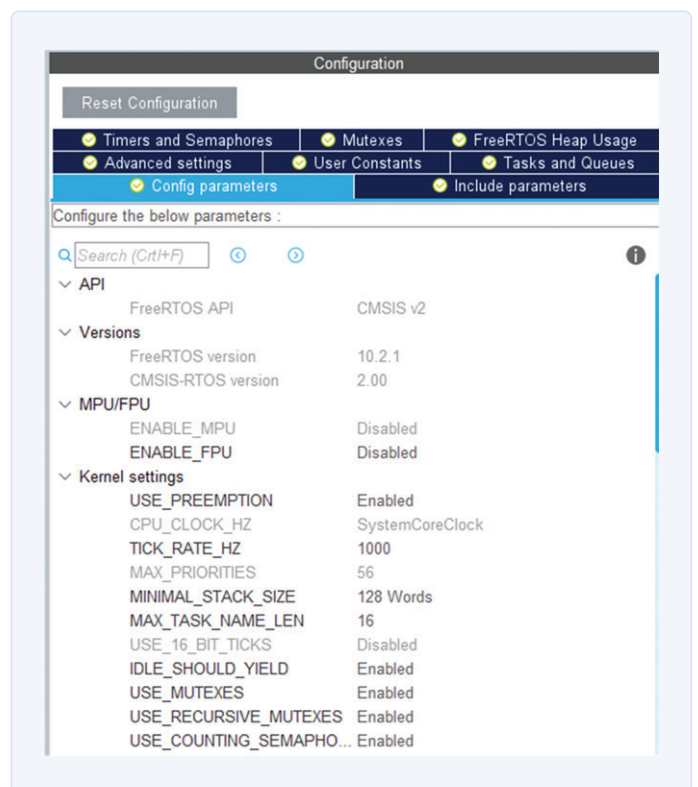 Configuration
Reset Configuration
Timers and Semaphores Mutexes FreeRTOS Heap Usage
Advanced settings User Constants Tasks and Queues
Config parameters Include parameters
Configure the below parameters :
Search (Crtl+F)
API
FreeRTOS API CMSIS v2
Versions
FreeRTOS version 10.2.1
CMSIS-RTOS version 2.00
MPU/FPU
ENABLE_MPU Disabled
ENABLE_FPU Disabled
Kernel settings
USE_PREEMPTION Enabled
CPU_CLOCK_HZ SystemCoreClock
TICK_RATE_HZ 1000
MAX_PRIORITIES 56
MINIMAL_STACK_SIZE 128 Words
MAX_TASK_NAME_LEN 16
USE_16_BIT_TICKS Disabled
IDLE_SHOULD_YIELD Enabled
USE_MUTEXES Enabled
USE_RECURSIVE_MUTEXES Enabled
USE_COUNTING_SEMAPHO... Enabled